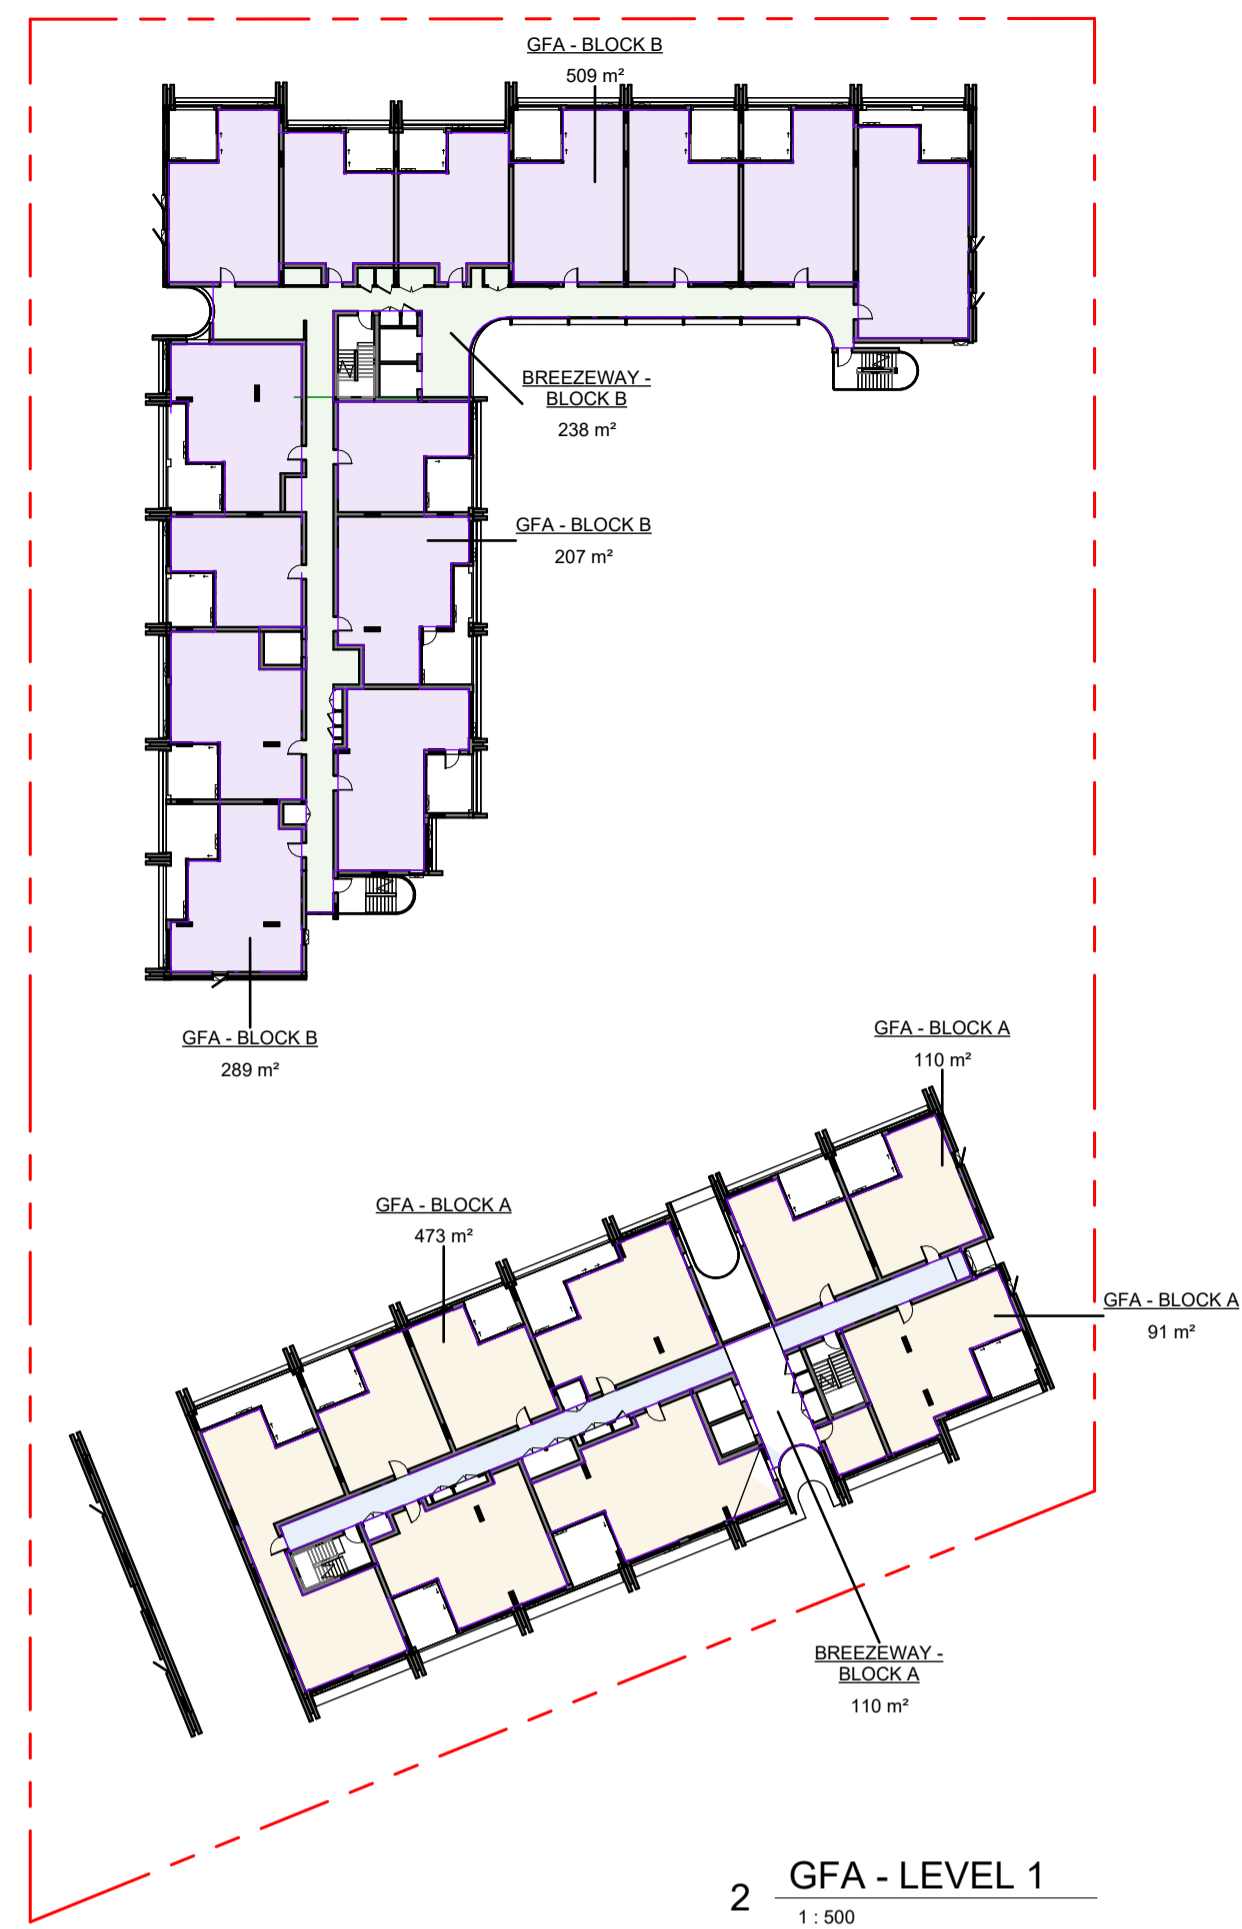 GFA - BLOCK B
509 m²
BREEZEWAY -
BLOCK B
238 m²
GFA - BLOCK B
207 m²
GFA - BLOCK B
289 m²
GFA - BLOCK A
110 m²
GFA - BLOCK A
473 m²
GFA - BLOCK A
91 m²
BREEZEWAY -
BLOCK A
110 m²
2 GFA - LEVEL 1
1 : 500